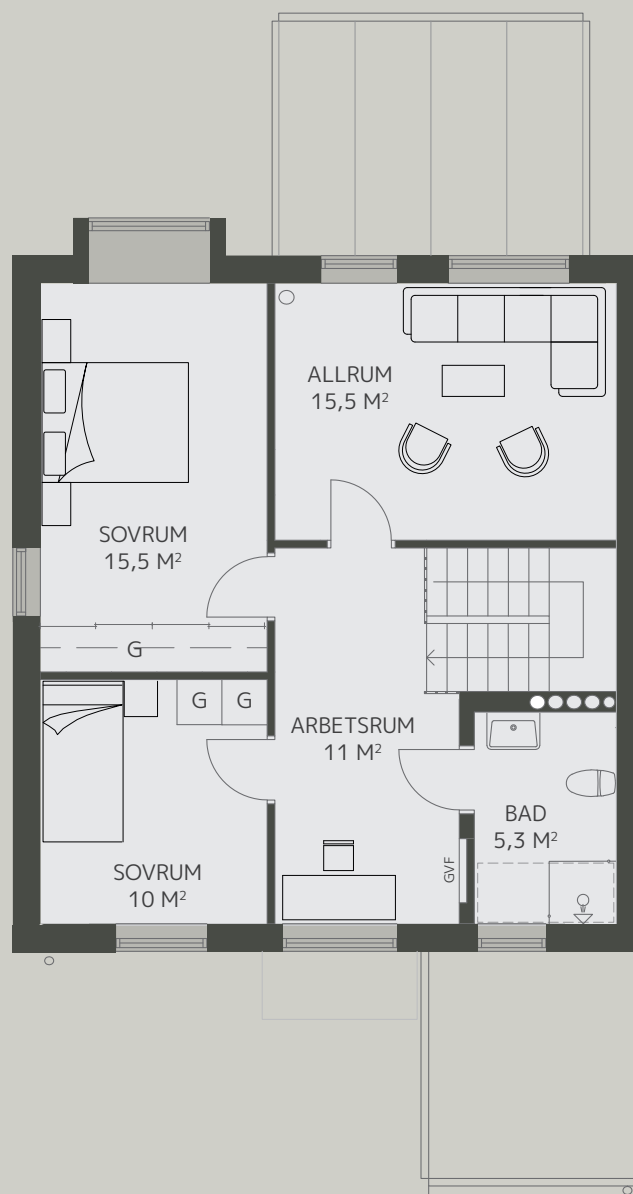 ALLRUM
15,5 M²
SOVRUM
15,5 M²
G
G G
ARBETSRUM
11 M²
BAD
5,3 M²
GVF
SOVRUM
10 M²